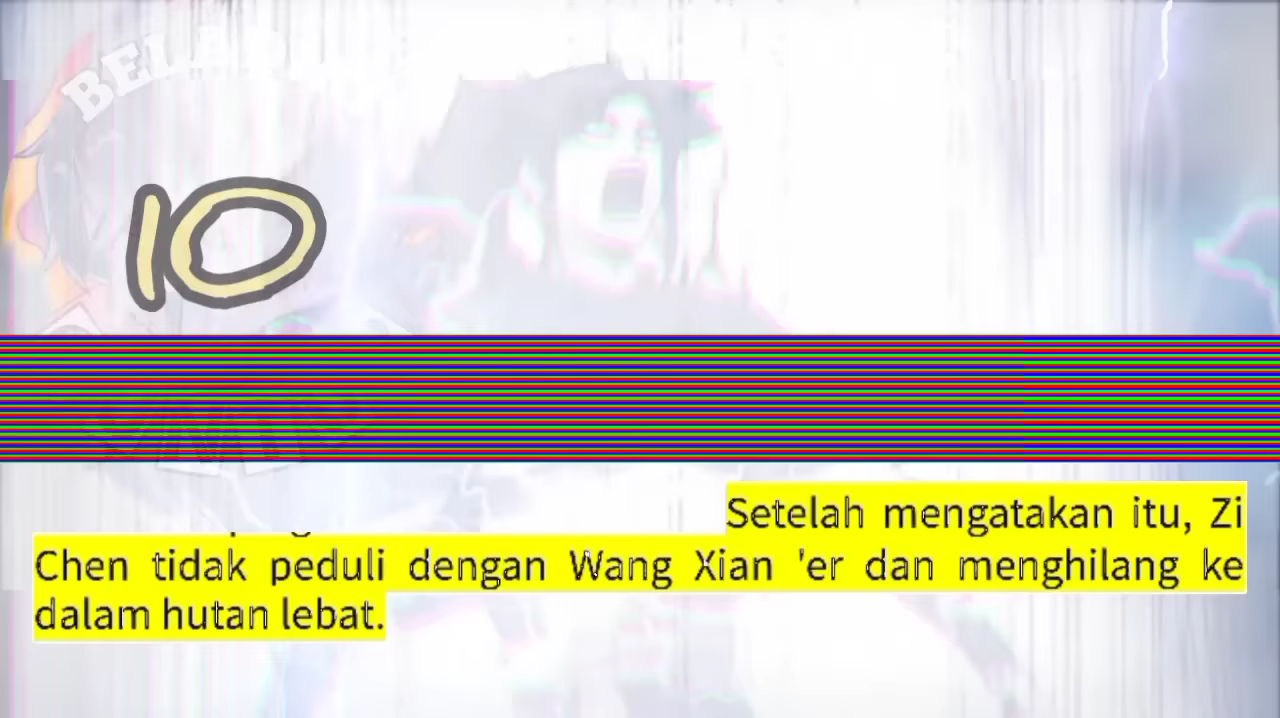 10
Setelah mengatakan itu, Zi
Chen tidak peduli dengan Wang Xian 'er dan menghilang ke
dalam hutan lebat.